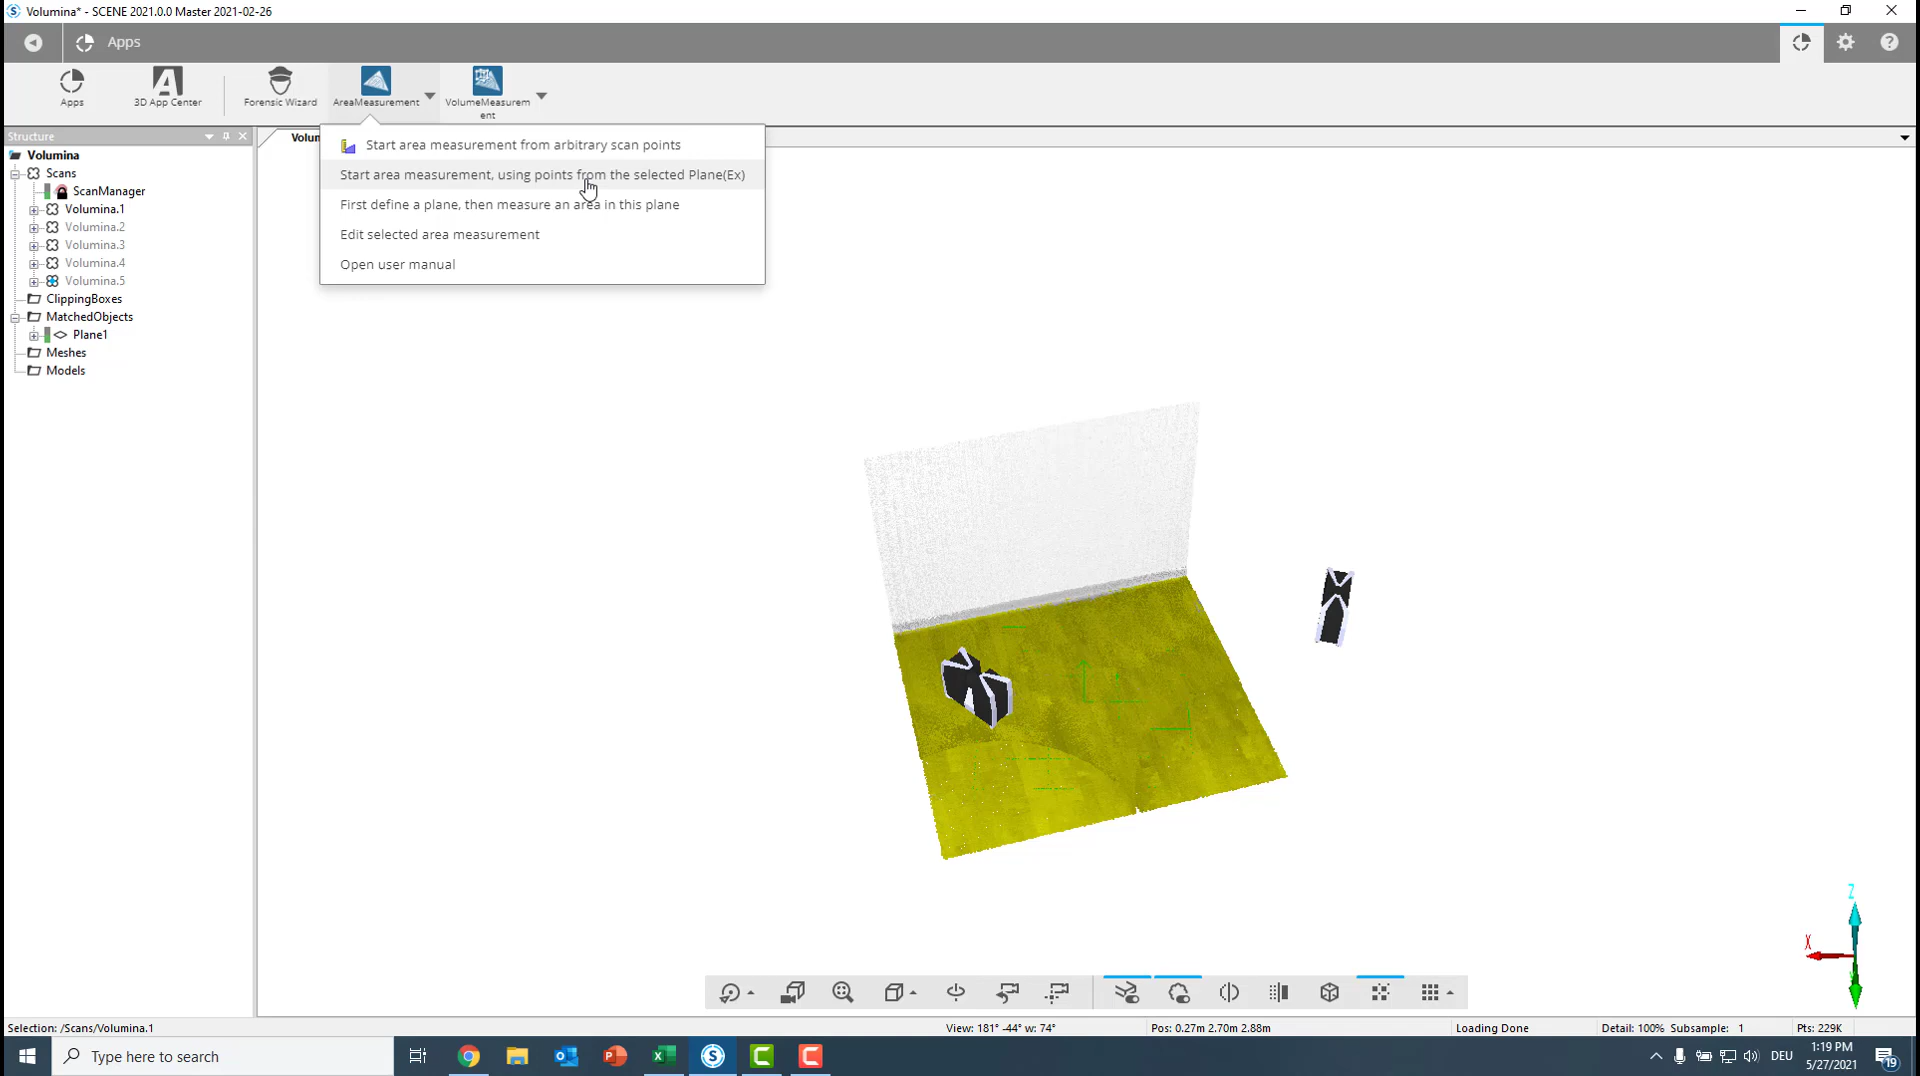 Volumina* - SCENE 2021.0.0 Master 2021-02-26
Apps
Apps
3D App Center
Forensic Wizard
AreaMeasurement
VolumeMeasurem
ent
Structure
Volum
Start area measurement from arbitrary scan points
Start area measurement, using points from the selected Plane(Ex)
First define a plane, then measure an area in this plane
Edit selected area measurement
Open user manual
Volumina
Scans
ScanManager
Volumina.1
Volumina.2
Volumina.3
Volumina.4
Volumina.5
ClippingBoxes
MatchedObjects
Plane1
Meshes
Models
Z
X
Selection: /Scans/Volumina.1
View: 181° -44° w: 74°
Pos: 0.27m 2.70m 2.88m
Loading Done
Detail: 100% Subsample: 1
Pts: 229K
Type here to search
DEU
1:19 PM
5/27/2021
19